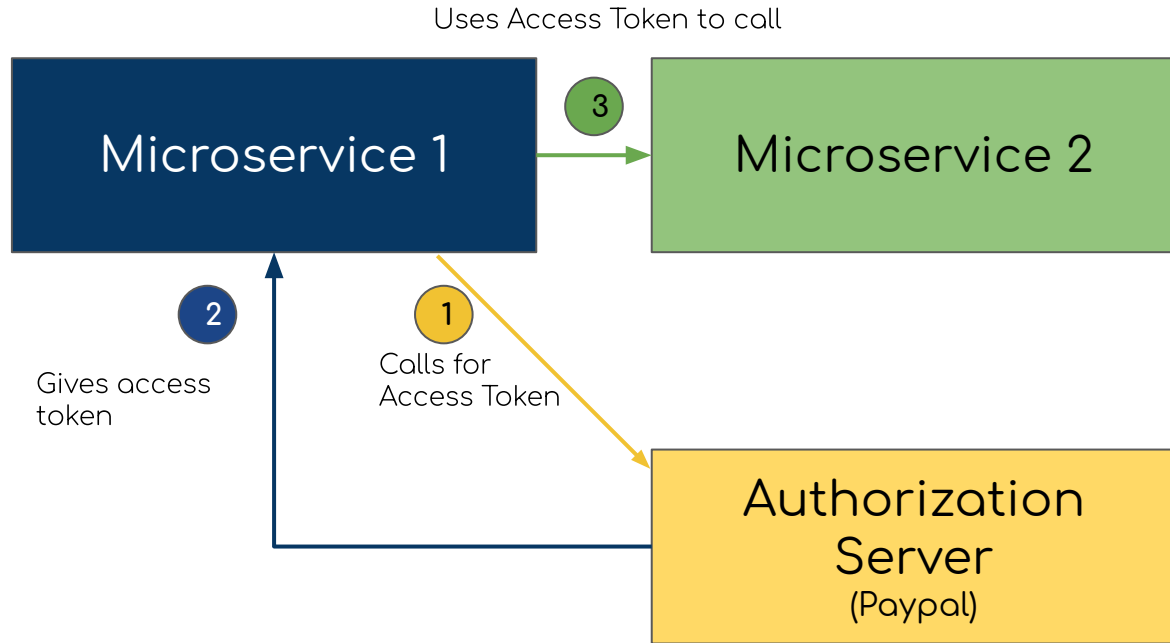 Uses Access Token to call
Microservice 1
3
Microservice 2
2
1
Calls for
Access Token
Gives access
token
Authorization
Server
(Paypal)